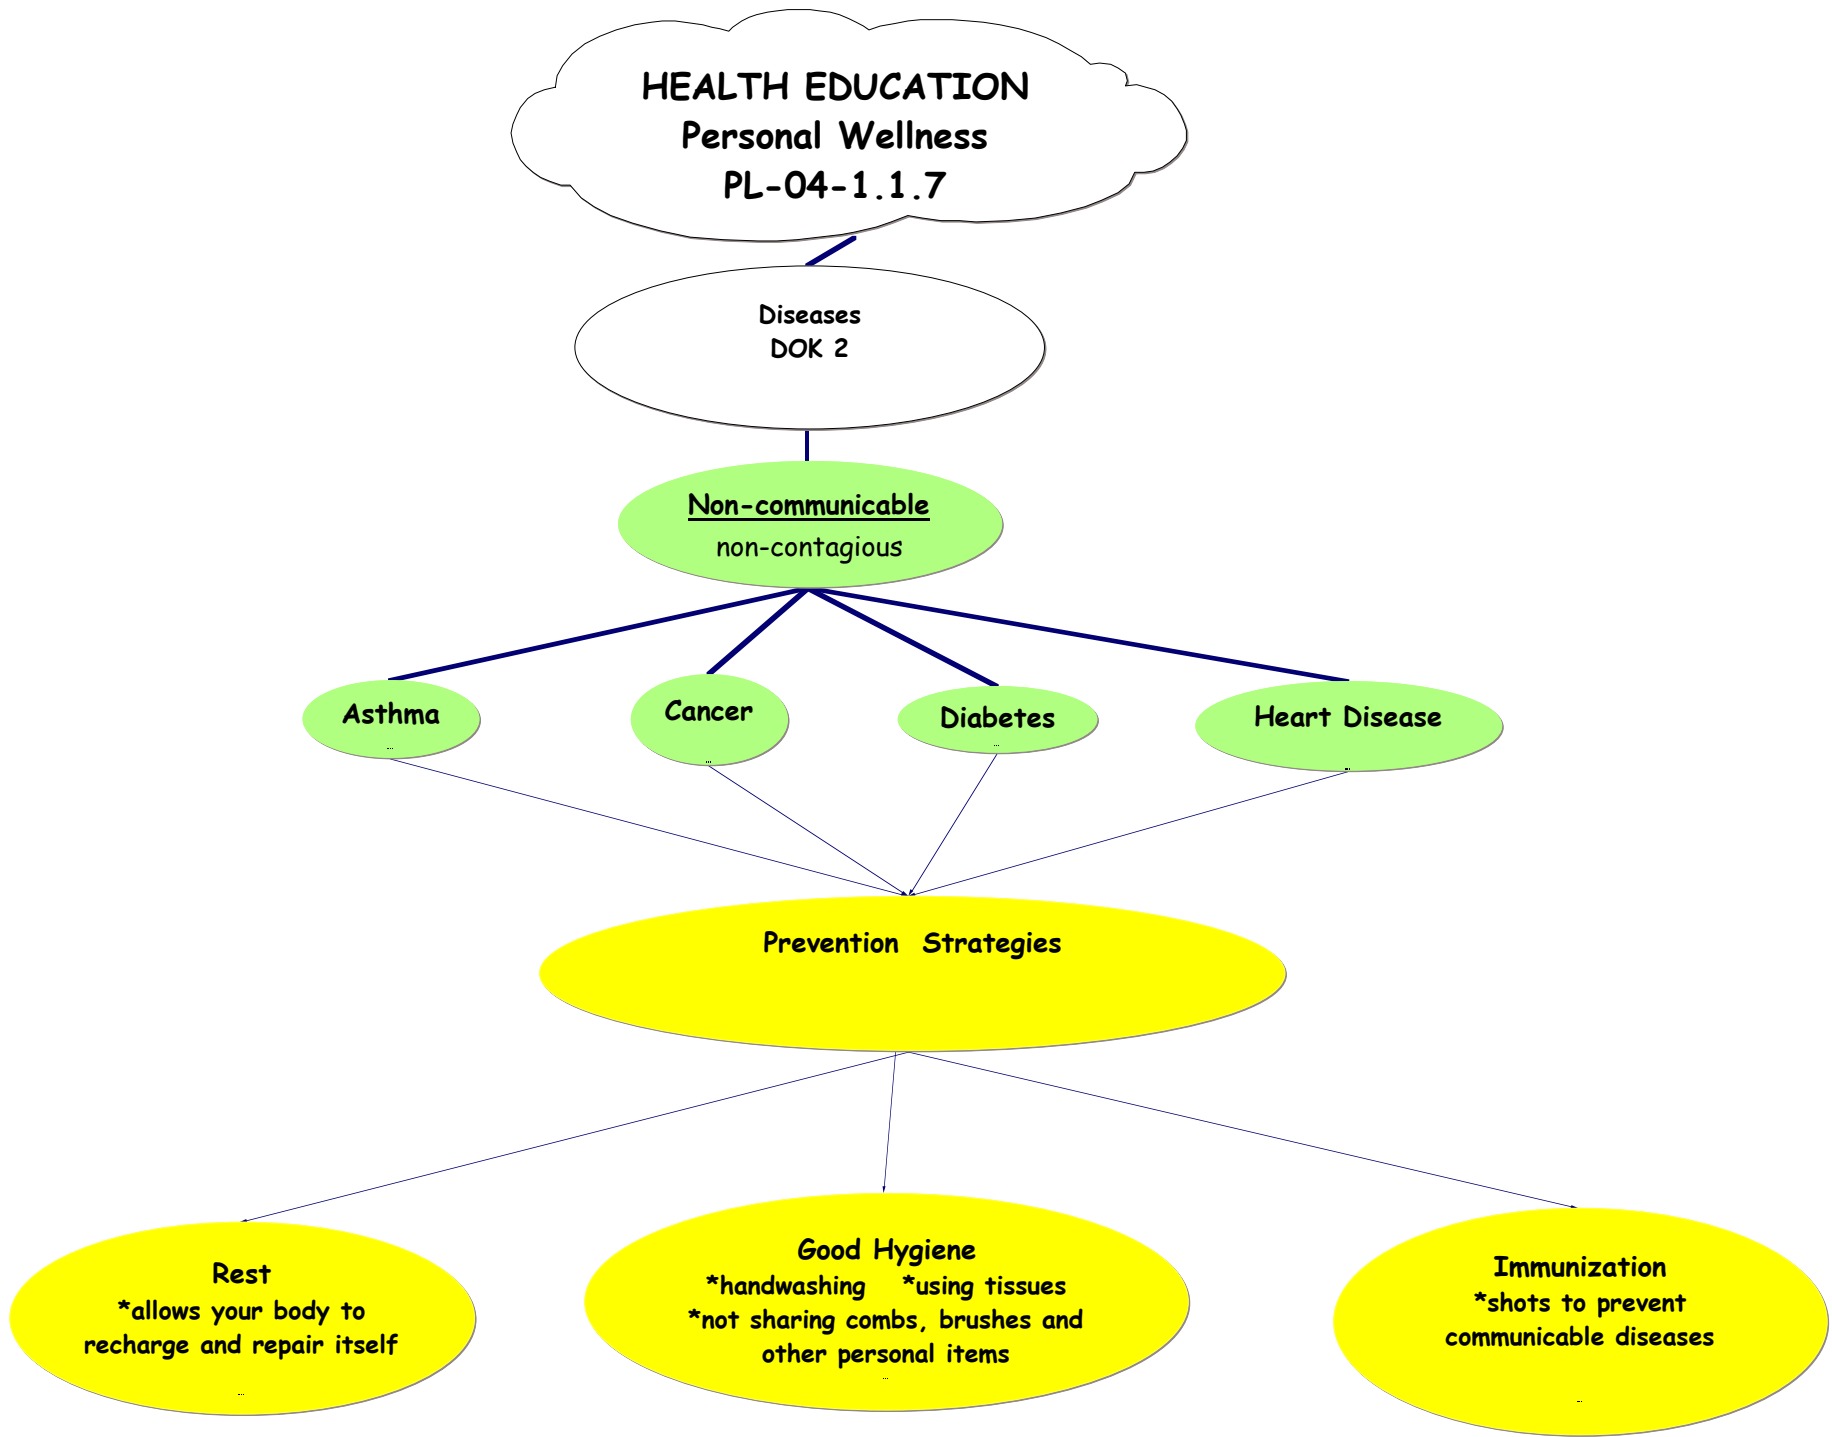 HEALTH EDUCATION
Personal Wellness
PL-04-1.1.7
Diseases
DOK 2
Non-communicable
non-contagious
Asthma
...
Cancer
...
Diabetes
...
Heart Disease
...
Prevention Strategies
Rest
*allows your body to
recharge and repair itself
...
Good Hygiene
*handwashing *using tissues
*not sharing combs, brushes and
other personal items
...
Immunization
*shots to prevent
communicable diseases
...